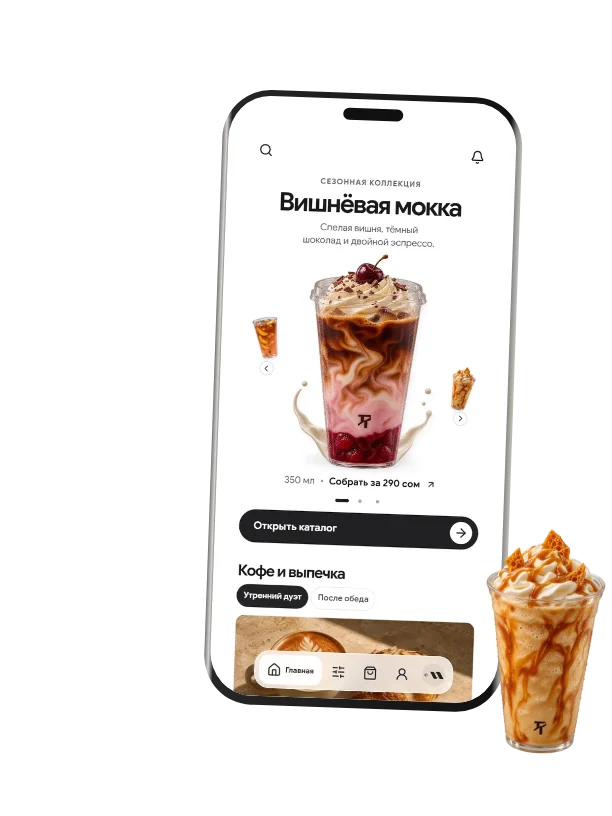 СЕЗОННАЯ КОЛЛЕКЦИЯ
Вишнёвая мокка
Спелая вишня, тёмный
шоколад и двойной эспрессо.
350 мл • Собрать за 290 сом
Открыть каталог
Кофе и выпечка
Утренний дуэт
После обеда
Главная